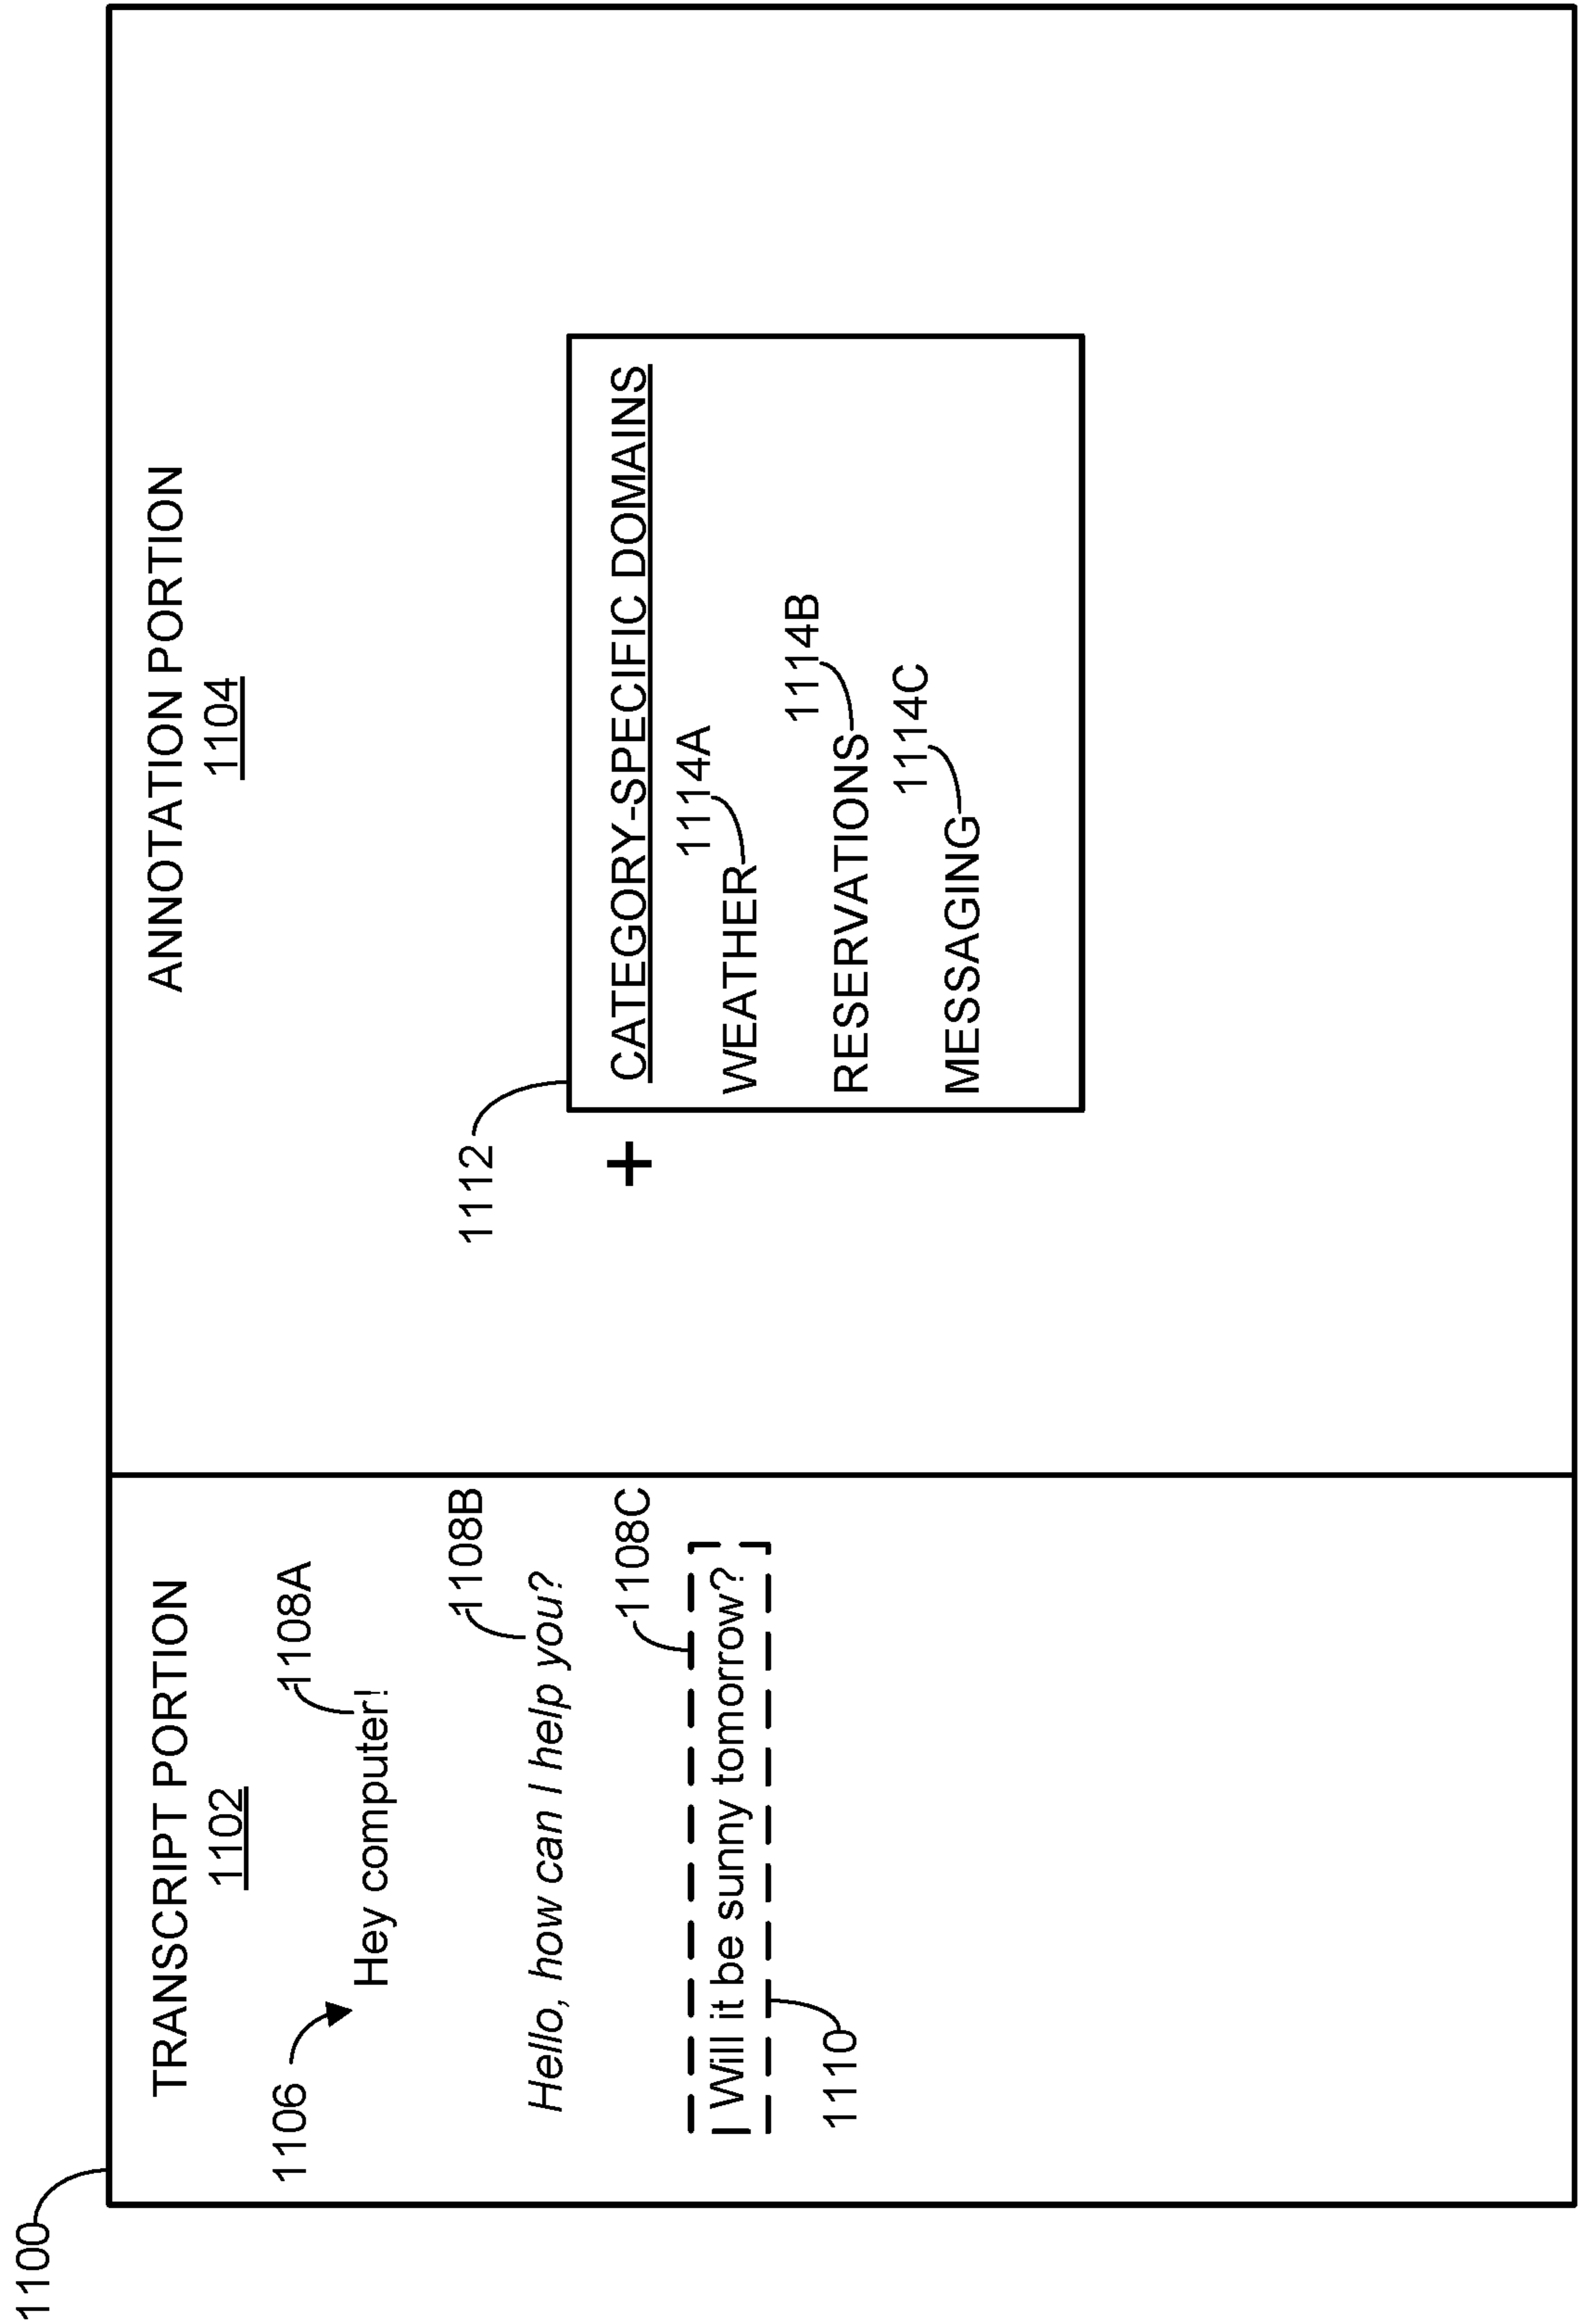 1100
TRANSCRIPT PORTION
1102
1106
1108A
Hey computer!
1108B
Hello, how can I help you?
1108C
Will it be sunny tomorrow?
1110
ANNOTATION PORTION
1104
1112
+
CATEGORY-SPECIFIC DOMAINS
1114A
WEATHER
1114B
RESERVATIONS
1114C
MESSAGING